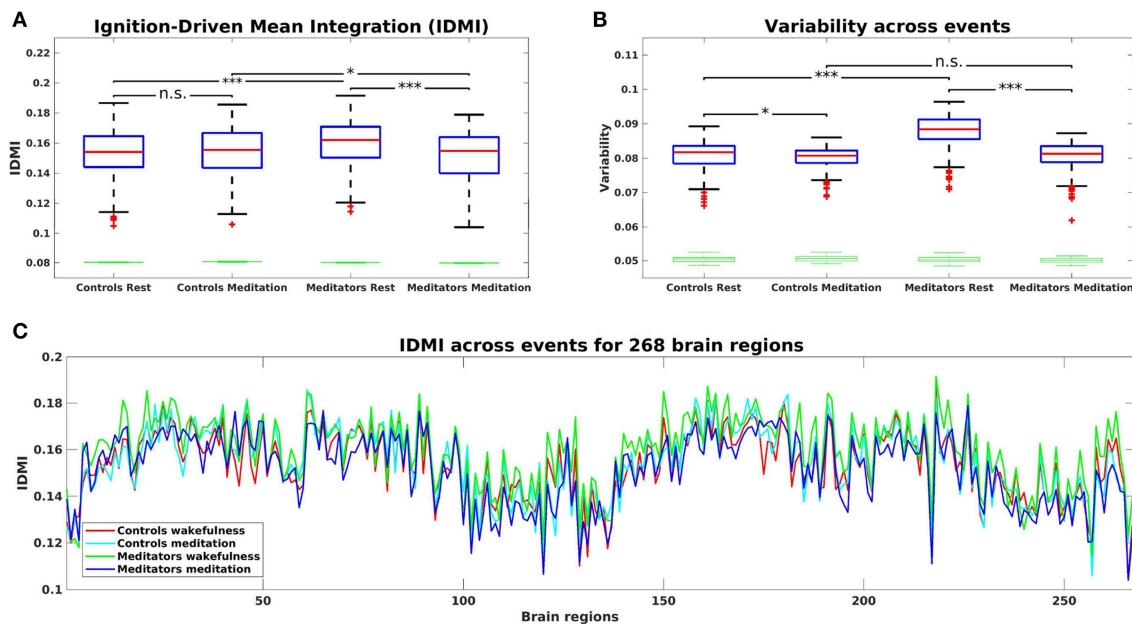 A
Ignition-Driven Mean Integration (IDMI)
0.22
0.2
0.18
0.16
0.14
0.12
0.1
0.08
IDMI
*
***
n.s.
***
Controls Rest
Controls Meditation
Meditators Rest
Meditators Meditation
B
Variability across events
0.11
0.1
0.09
0.08
0.07
0.06
0.05
Variability
n.s.
***
*
***
Controls Rest
Controls Meditation
Meditators Rest
Meditators Meditation
C
IDMI across events for 268 brain regions
0.2
0.18
0.16
0.14
0.12
0.1
IDMI
Controls wakefulness
Controls meditation
Meditators wakefulness
Meditators meditation
50
100
150
200
250
Brain regions